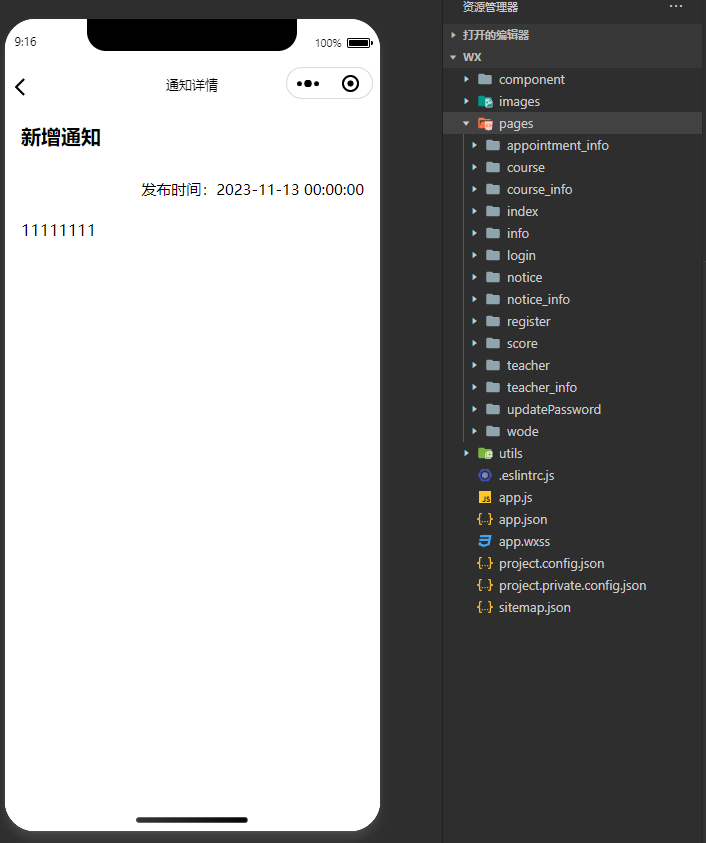 9:16
100%
通知详情
新增通知
发布时间：2023-11-13 00:00:00
11111111
资源管理器
打开的编辑器
WX
component
images
pages
appointment_info
course
course_info
index
info
login
notice
notice_info
register
score
teacher
teacher_info
updatePassword
wode
utils
.eslintrc.js
JS
app.js
{..}
app.json
app.wxss
{..}
project.config.json
{..}
project.private.config.json
{..}
sitemap.json